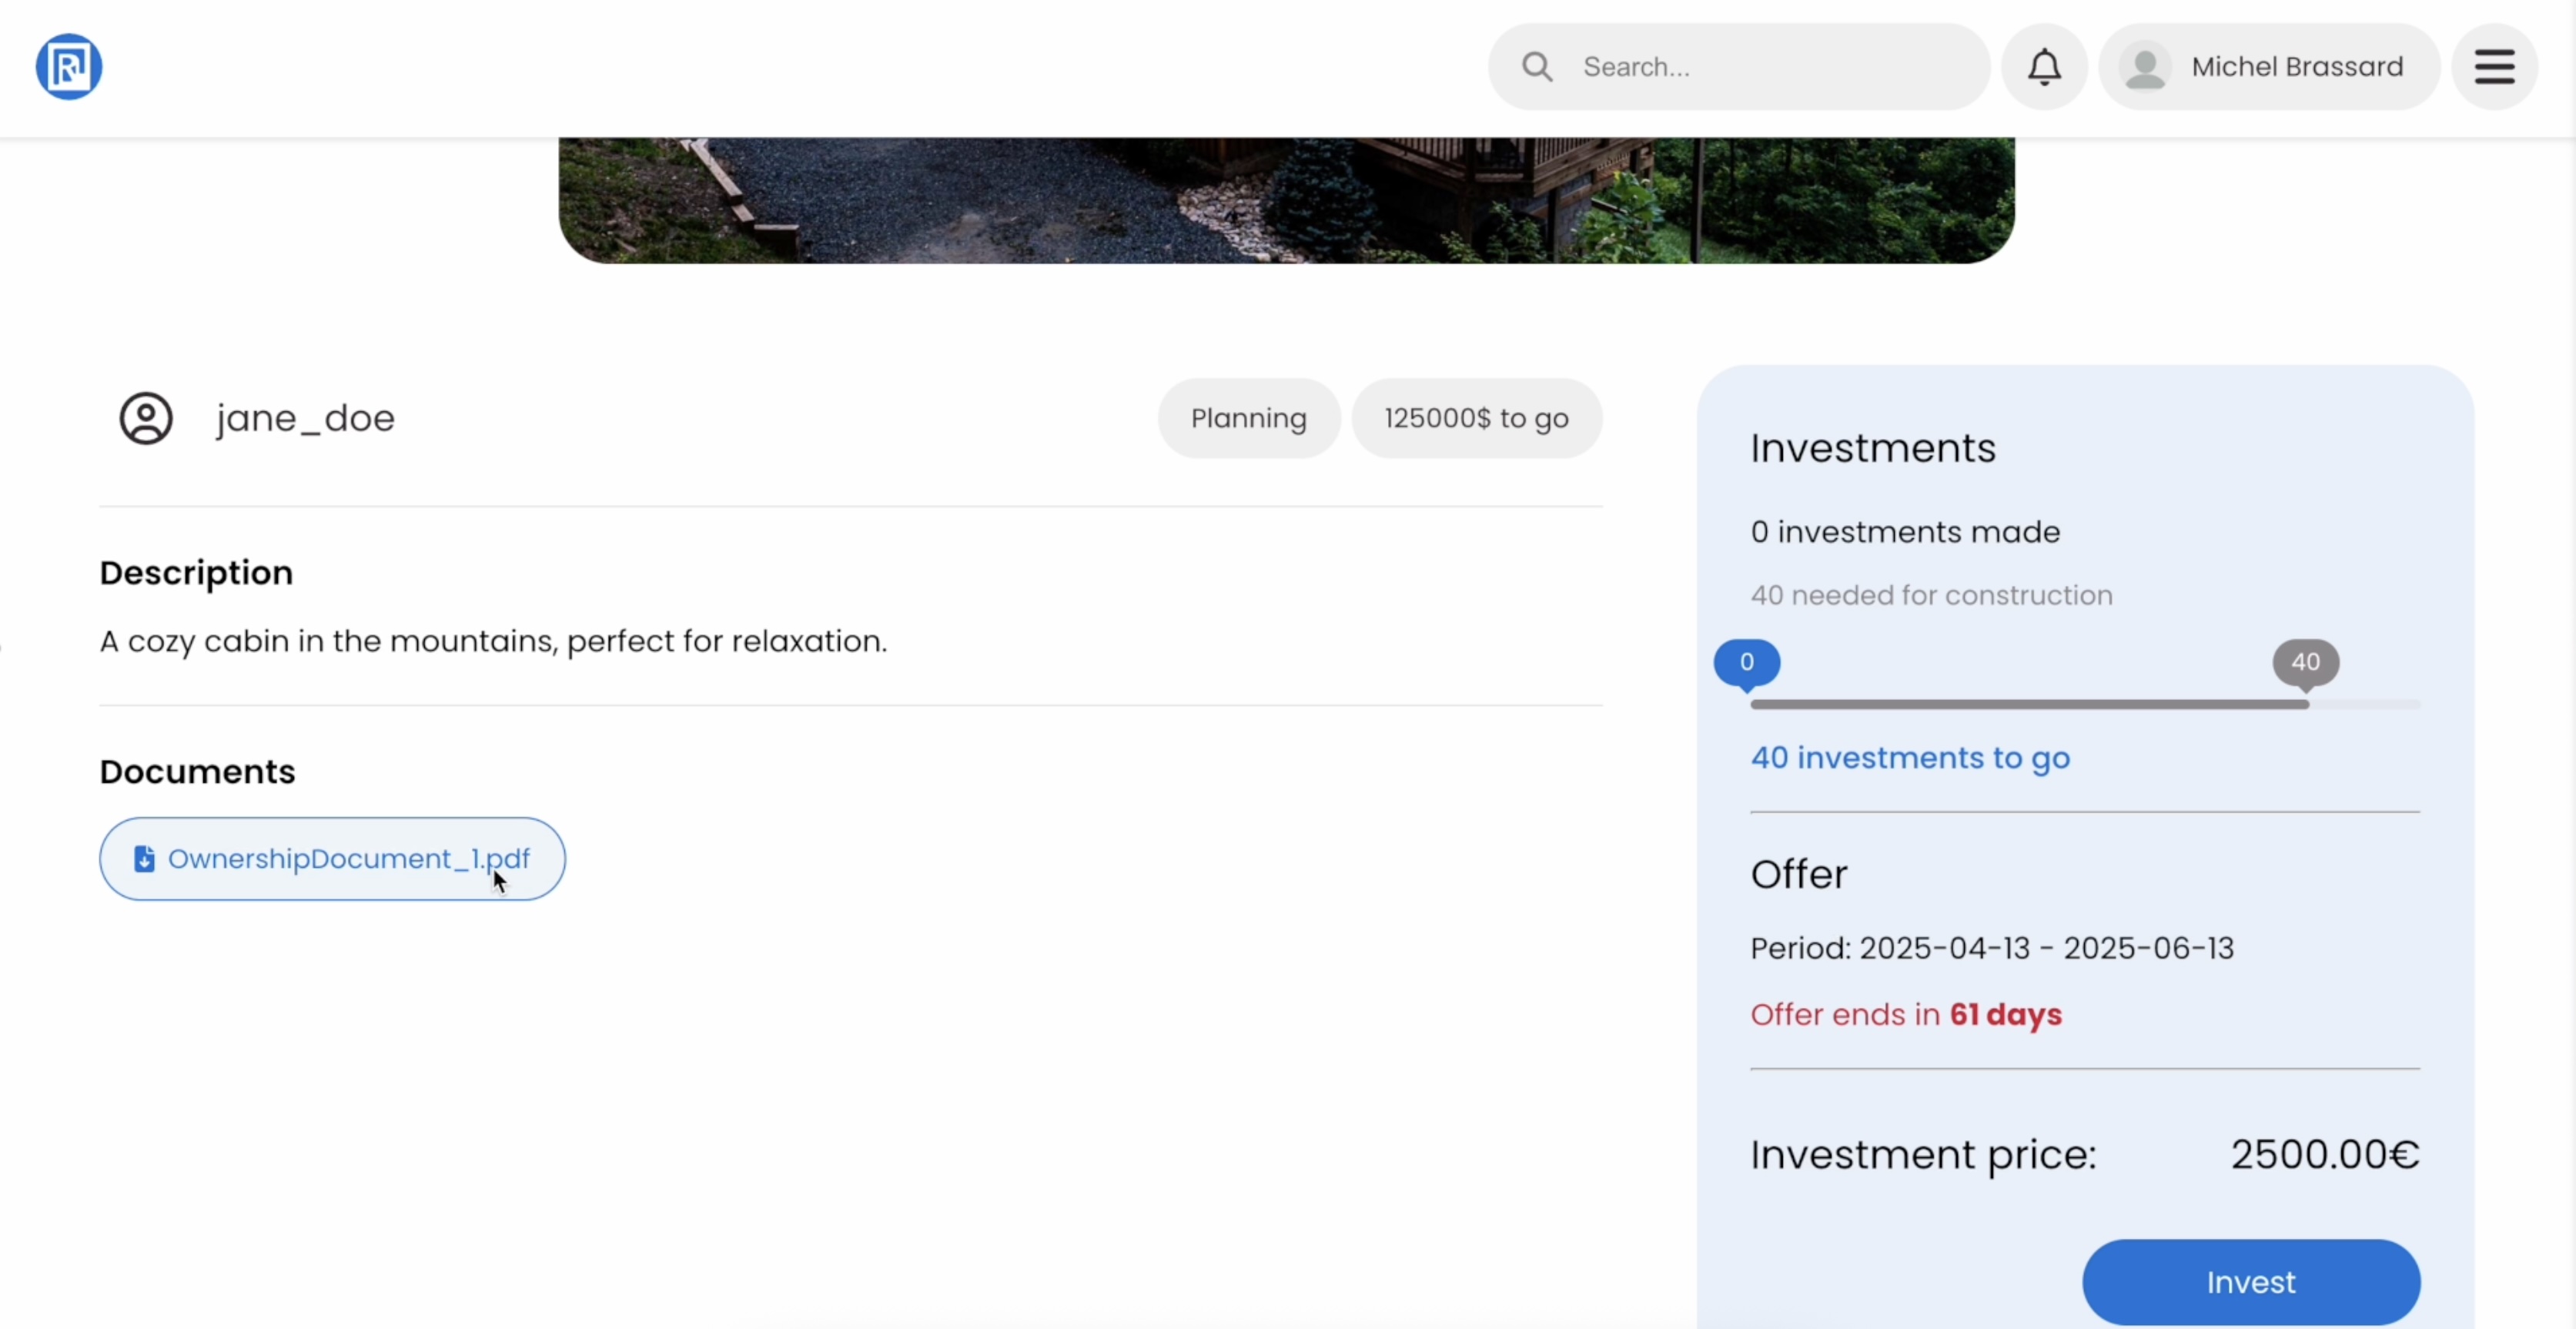 R
Search...
Michel Brassard
jane_doe
Planning
125000$ to go
Description
A cozy cabin in the mountains, perfect for relaxation.
Documents
OwnershipDocument_1.pdf
Investments
0 investments made
40 needed for construction
0
40
40 investments to go
Offer
Period: 2025-04-13 - 2025-06-13
Offer ends in 61 days
Investment price: 2500.00€
Invest